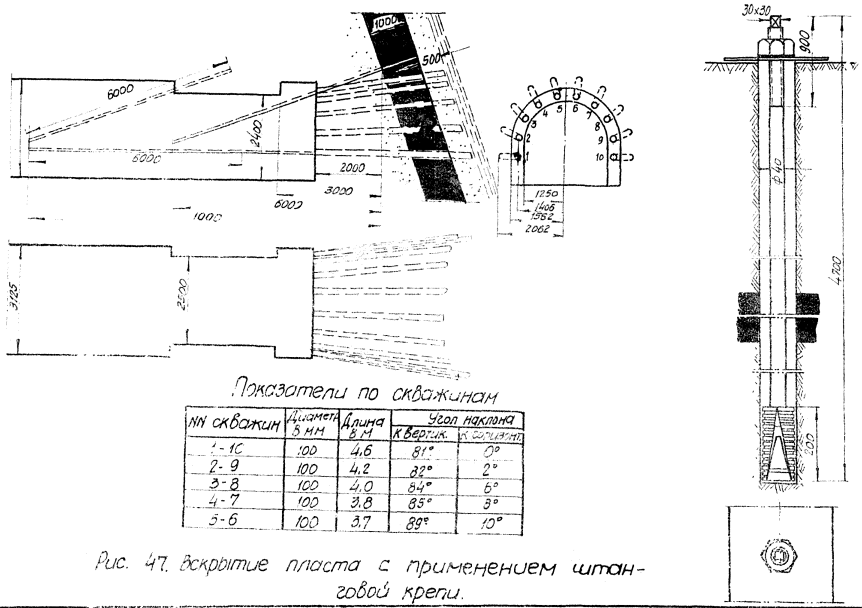 30x30
1000
500
900
6000
2400
6000
2000
3000
6000
1000
1 2 3 4 5 6 7 8 9 10
1250
1406
1562
2062
ф40
4700
200
3125
2500
Показатели по скважинам
NN скважин Диаметр в мм Длина в м Угол наклона
к вертик. к горизонт.
1-10 100 4,6 81° 0°
2-9 100 4,2 82° 2°
3-8 100 4,0 84° 6°
4-7 100 3,8 85° 9°
5-6 100 3,7 89° 10°
Рис. 47. Вскрытие пласта с применением штан-
говой крепи.